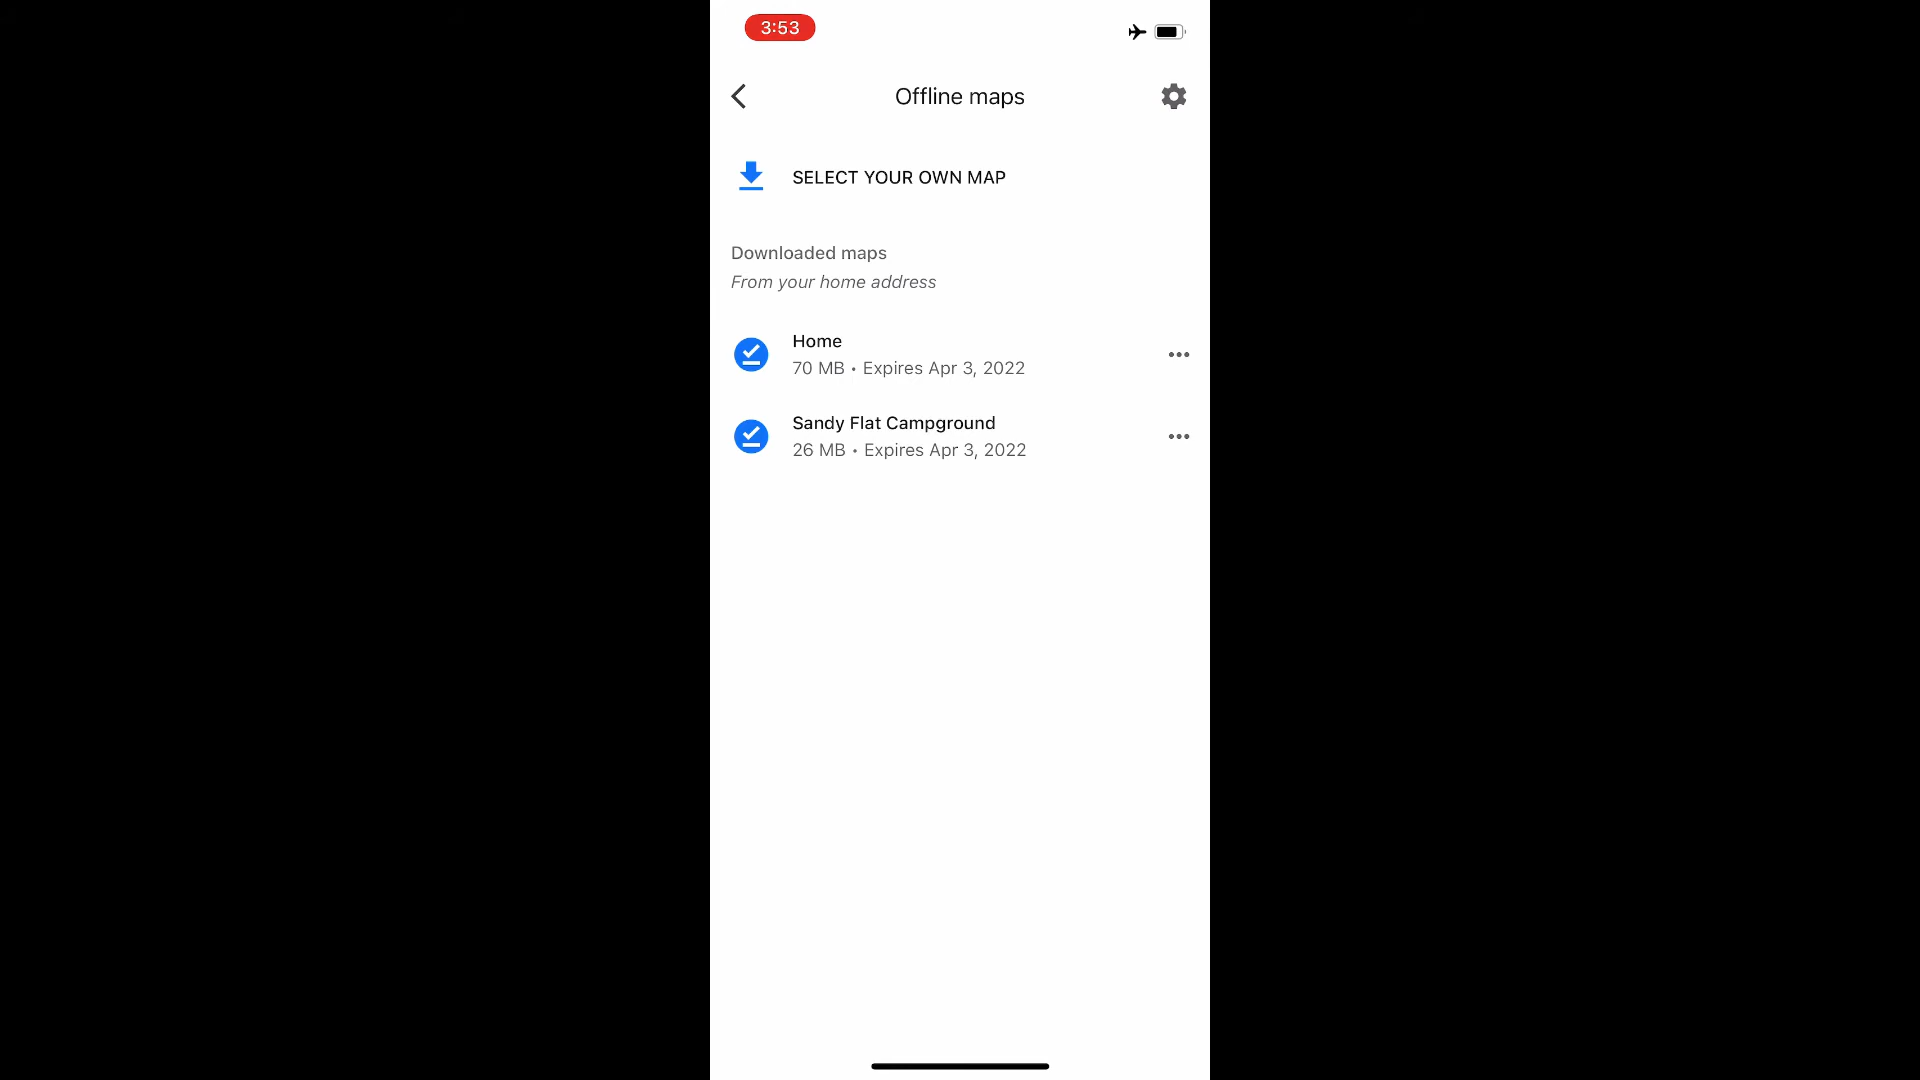 3:53
Offline maps
SELECT YOUR OWN MAP
Downloaded maps
From your home address
Home
70 MB • Expires Apr 3, 2022
Sandy Flat Campground
26 MB • Expires Apr 3, 2022